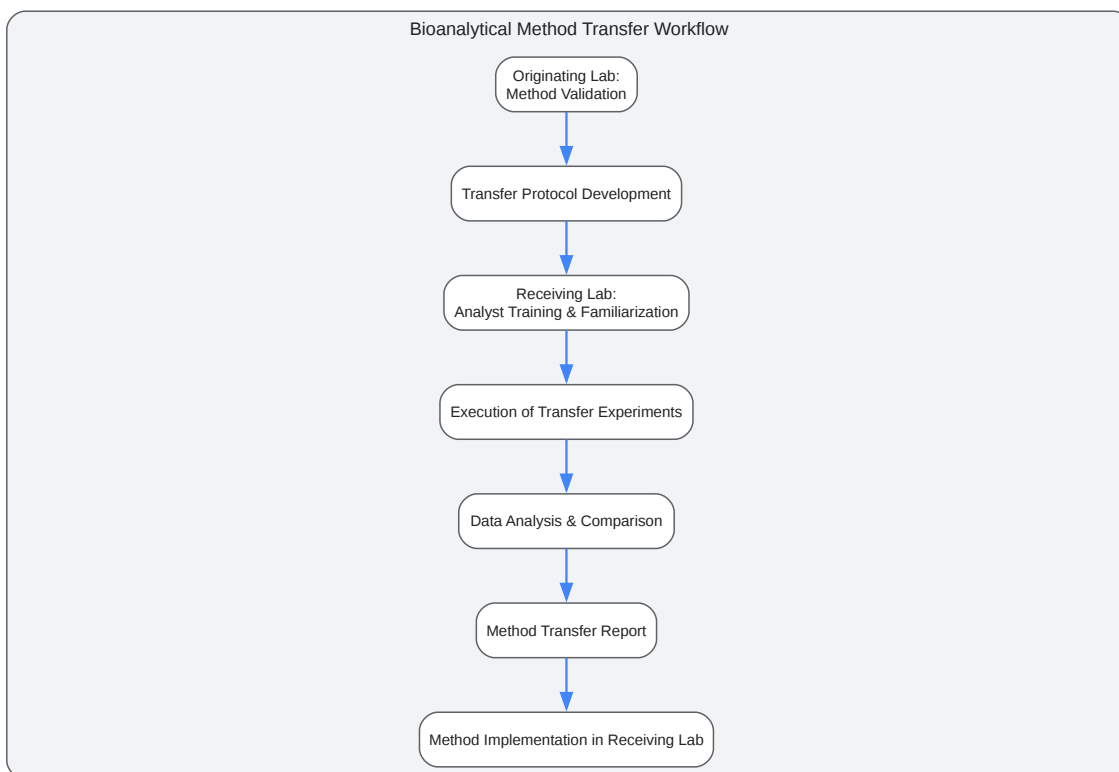 Bioanalytical Method Transfer Workflow
Originating Lab:
Method Validation
Transfer Protocol Development
Receiving Lab:
Analyst Training & Familiarization
Execution of Transfer Experiments
Data Analysis & Comparison
Method Transfer Report
Method Implementation in Receiving Lab